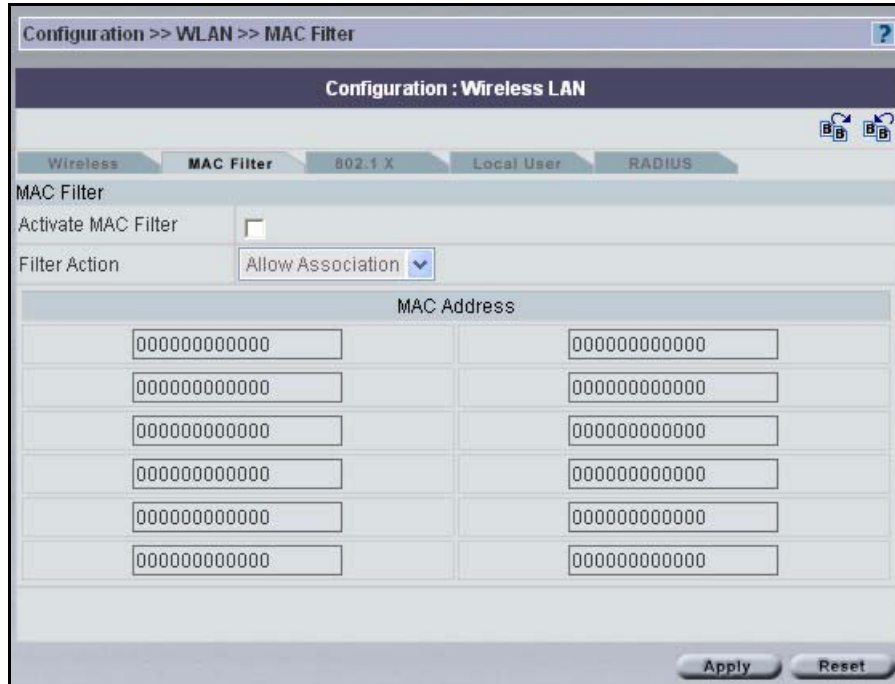 Configuration >> WLAN >> MAC Filter ?
Configuration : Wireless LAN
B B B B
Wireless MAC Filter 802.1 X Local User RADIUS
MAC Filter
Activate MAC Filter
Filter Action Allow Association
MAC Address
000000000000 000000000000
000000000000 000000000000
000000000000 000000000000
000000000000 000000000000
000000000000 000000000000
000000000000 000000000000
Apply Reset